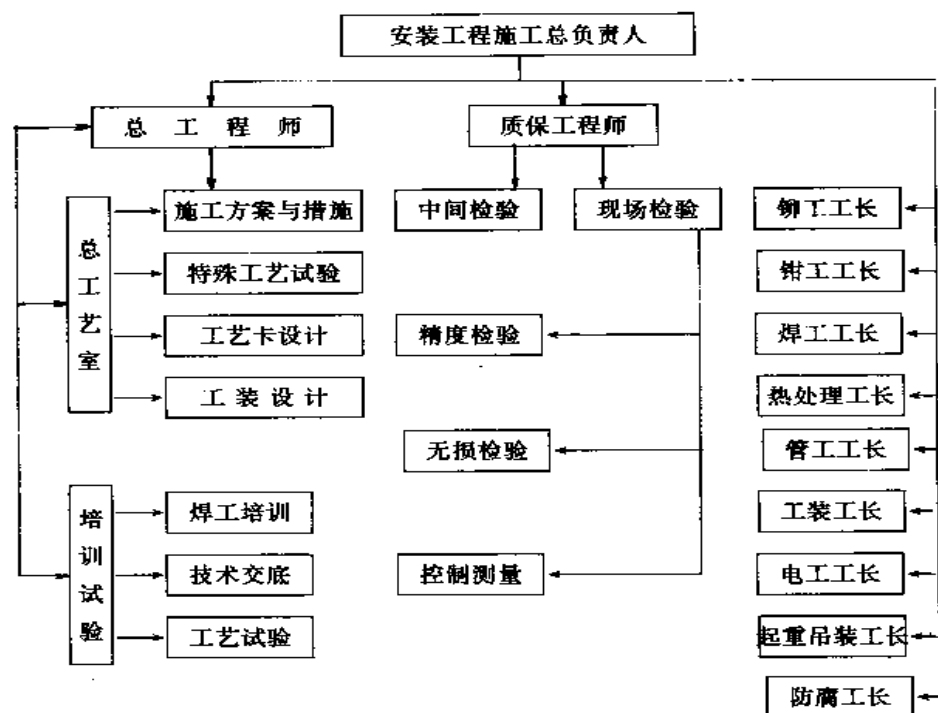 安装工程施工总负责人
总工程师
质保工程师
施工方案与措施
中间检验
现场检验
铆工工长
总工艺室
特殊工艺试验
钳工工长
工艺卡设计
精度检验
焊工工长
工装设计
热处理工长
无损检验
管工工长
培训试验
焊工培训
工装工长
技术交底
控制测量
电工工长
工艺试验
起重吊装工长
防腐工长